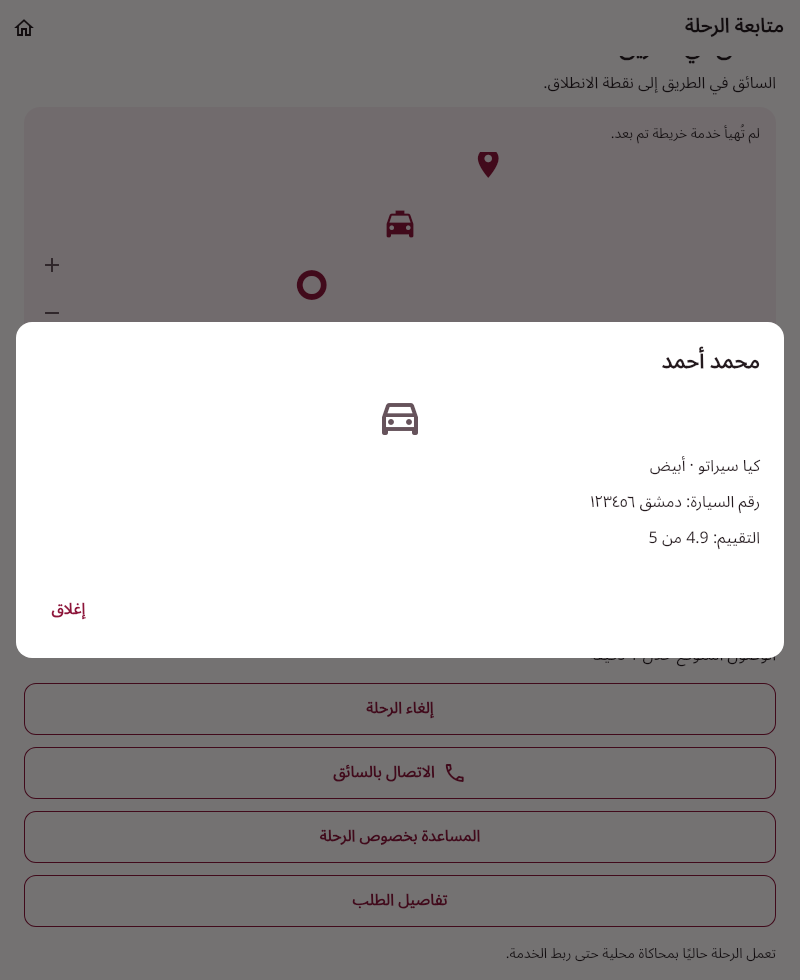 متابعة الرحلة
السائق في الطريق إلى نقطة الانطلاق.
لم تُهيأ خدمة خريطة تم بعد.
محمد أحمد
كيا سيراتو · أبيض
رقم السيارة: دمشق ١٢٣٤٥٦
التقييم: 4.9 من 5
إغلاق
إلغاء الرحلة
الاتصال بالسائق
المساعدة بخصوص الرحلة
تفاصيل الطلب
تعمل الرحلة حاليًا بمحاكاة محلية حتى ربط الخدمة.